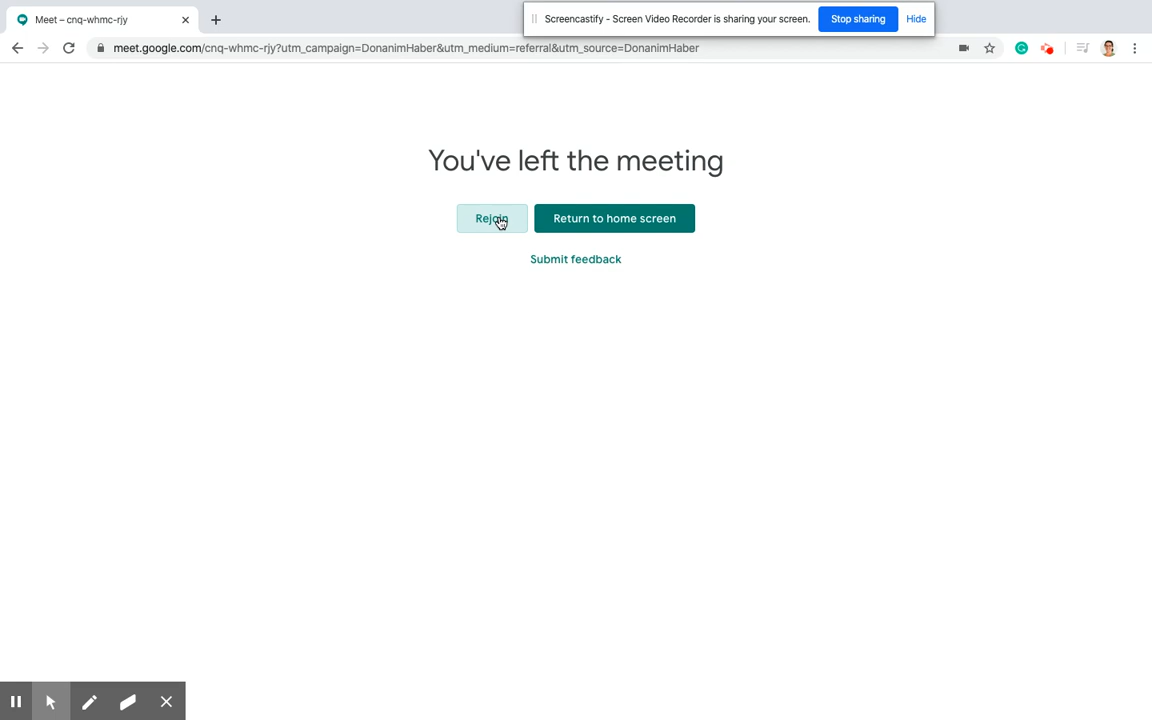 Meet – cnq-whmc-rjy
Screencastify - Screen Video Recorder is sharing your screen.
Stop sharing
Hide
meet.google.com/cnq-whmc-rjy?utm_campaign=DonanimHaber&utm_medium=referral&utm_source=DonanimHaber
You've left the meeting
Rejoin
Return to home screen
Submit feedback